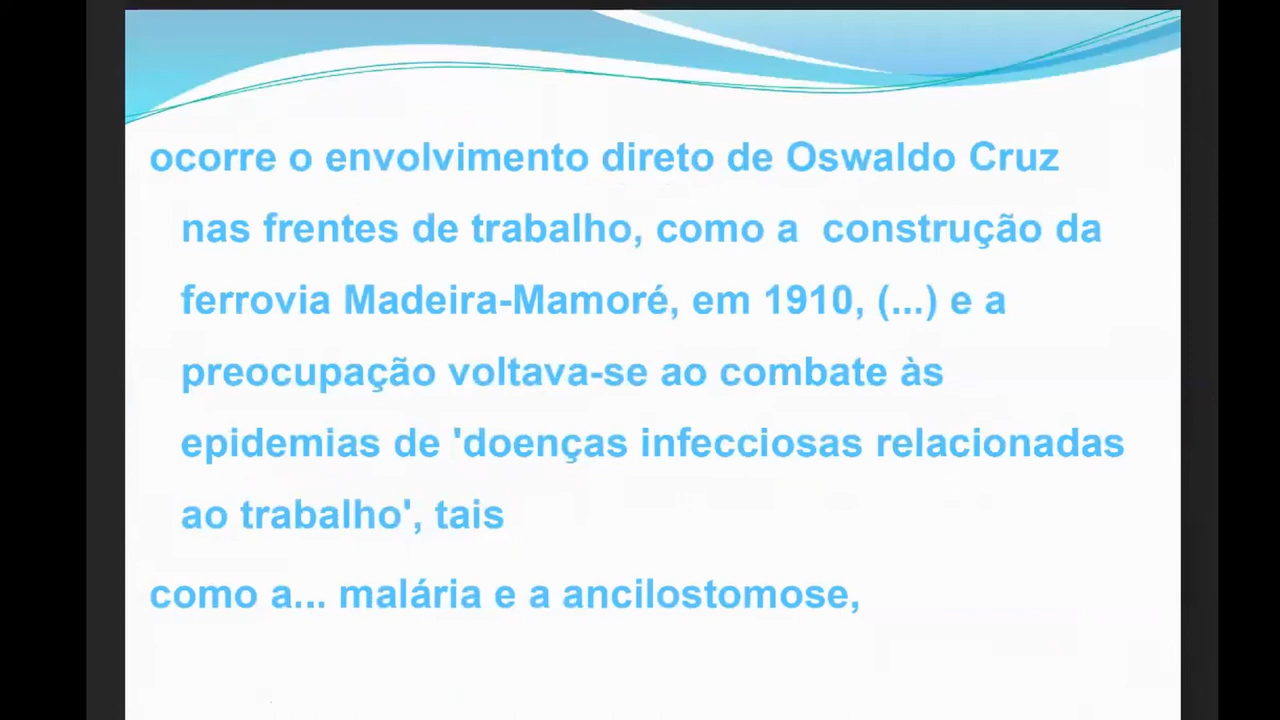 ocorre o envolvimento direto de Oswaldo Cruz
nas frentes de trabalho, como a construção da
ferrovia Madeira-Mamoré, em 1910, (...) e a
preocupação voltava-se ao combate às
epidemias de 'doenças infecciosas relacionadas
ao trabalho', tais
como a... malária e a ancilostomose,